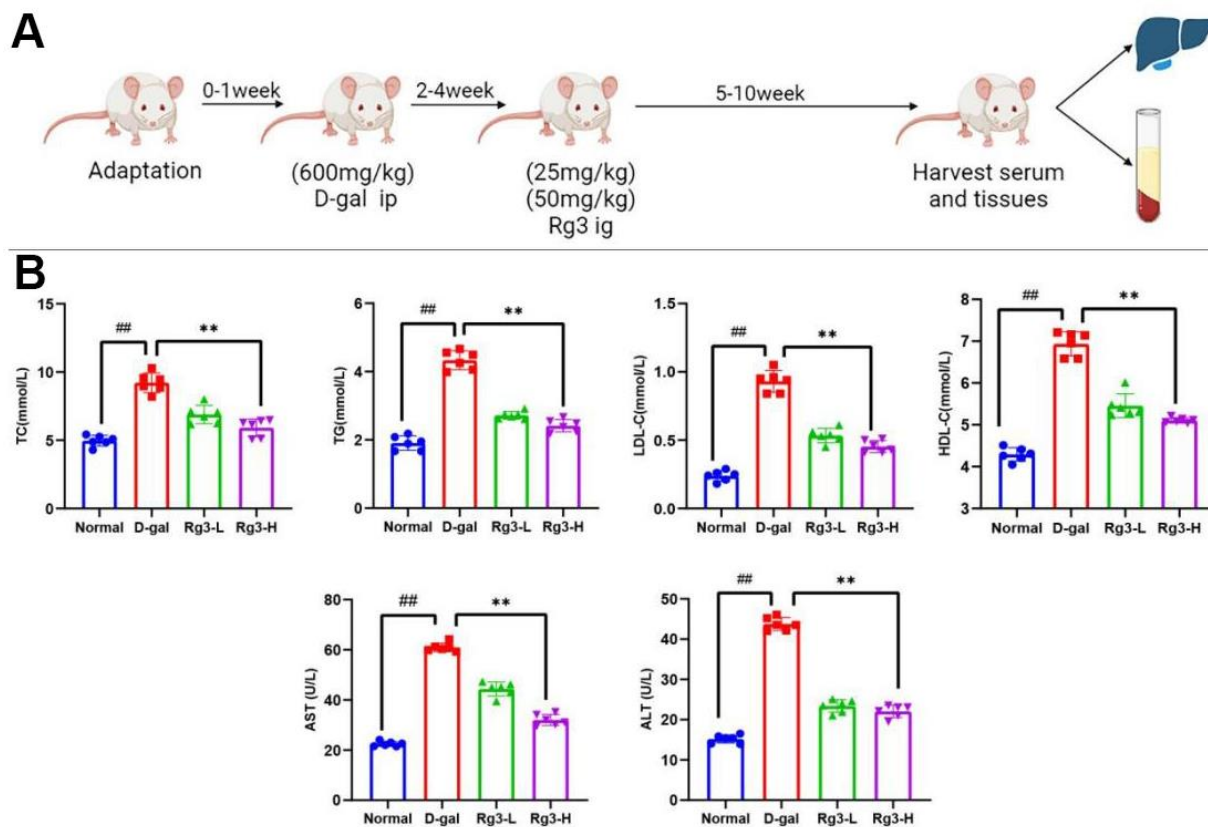 A
0-1week
2-4week
5-10week
Adaptation
(600mg/kg)
D-gal ip
(25mg/kg)
(50mg/kg)
Rg3 ig
Harvest serum
and tissues
B
TC(mmol/L)
15
10
5
0
##
**
Normal D-gal Rg3-L Rg3-H
TG(mmol/L)
6
4
2
0
##
**
Normal D-gal Rg3-L Rg3-H
LDL-C(mmol/L)
1.5
1.0
0.5
0.0
##
**
Normal D-gal Rg3-L Rg3-H
HDL-C(mmol/L)
8
7
6
5
4
3
##
**
Normal D-gal Rg3-L Rg3-H
AST (U/L)
80
60
40
20
0
##
**
Normal D-gal Rg3-L Rg3-H
ALT (U/L)
50
40
30
20
10
0
##
**
Normal D-gal Rg3-L Rg3-H